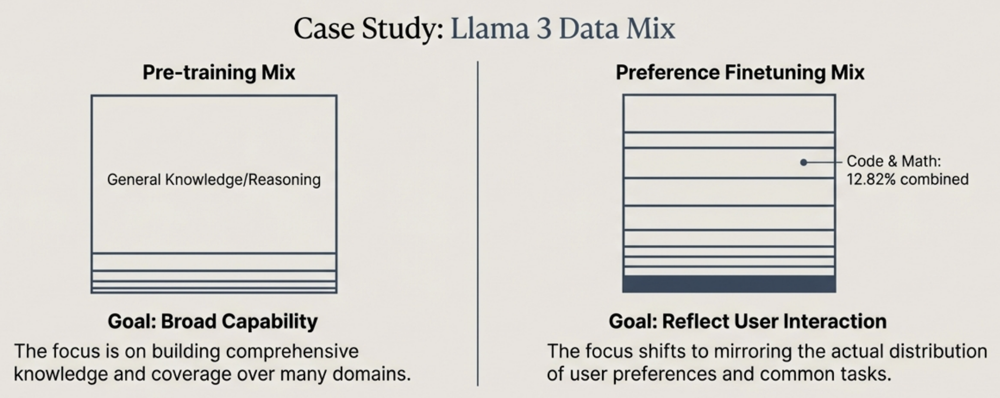 Case Study: Llama 3 Data Mix
Pre-training Mix
General Knowledge/Reasoning
Goal: Broad Capability
The focus is on building comprehensive
knowledge and coverage over many domains.
Preference Finetuning Mix
Code & Math:
12.82% combined
Goal: Reflect User Interaction
The focus shifts to mirroring the actual distribution
of user preferences and common tasks.